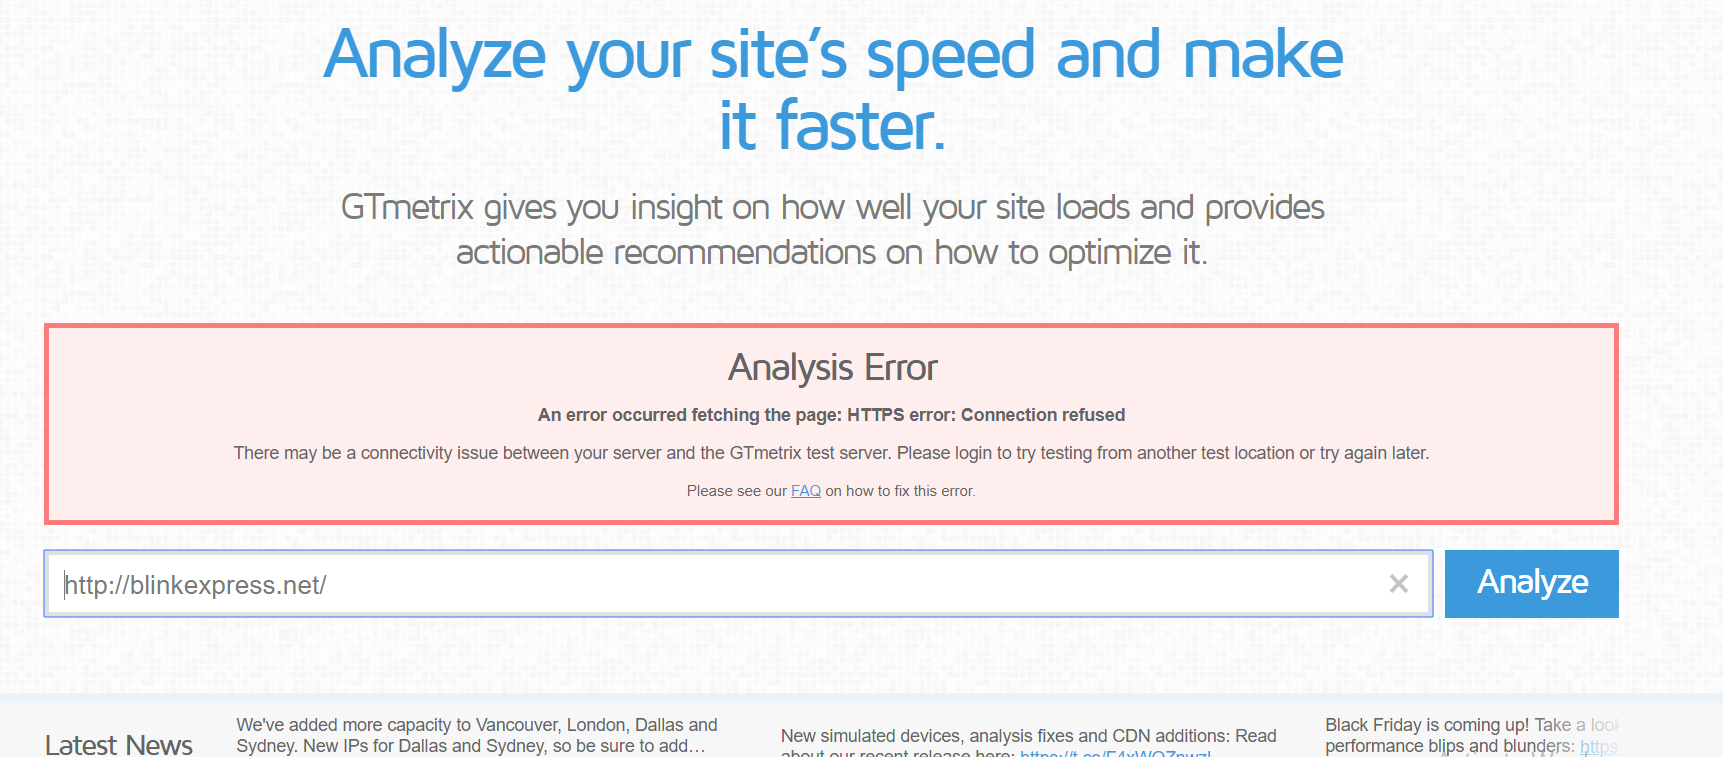 Analyze your site's speed and make
it faster.
GTmetrix gives you insight on how well your site loads and provides
actionable recommendations on how to optimize it.
Analysis Error
An error occurred fetching the page: HTTPS error: Connection refused
There may be a connectivity issue between your server and the GTmetrix test server. Please login to try testing from another test location or try again later.
Please see our FAQ on how to fix this error.
http://blinkexpress.net/
Analyze
Latest News
We've added more capacity to Vancouver, London, Dallas and
Sydney. New IPs for Dallas and Sydney, so be sure to add…
New simulated devices, analysis fixes and CDN additions: Read
about our recent release here:
Black Friday is coming up! Take a look
performance blips and blunders: https